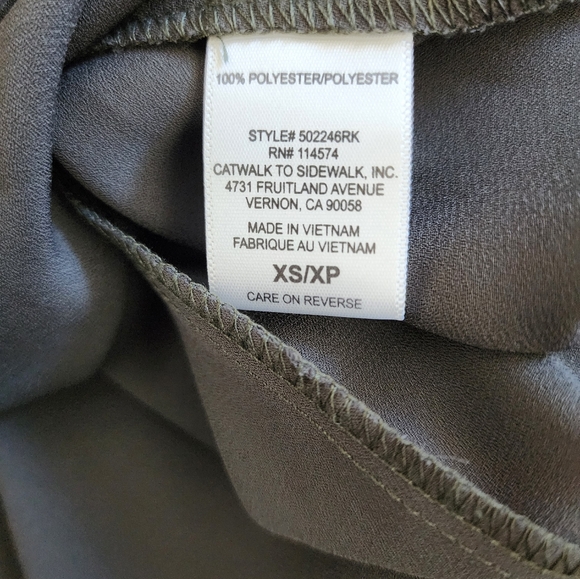 100% POLYESTER/POLYESTER
STYLE# 502246RK
RN# 114574
CATWALK TO SIDEWALK, INC.
4731 FRUITLAND AVENUE
VERNON, CA 90058
MADE IN VIETNAM
FABRIQUE AU VIETNAM
XS/XP
CARE ON REVERSE